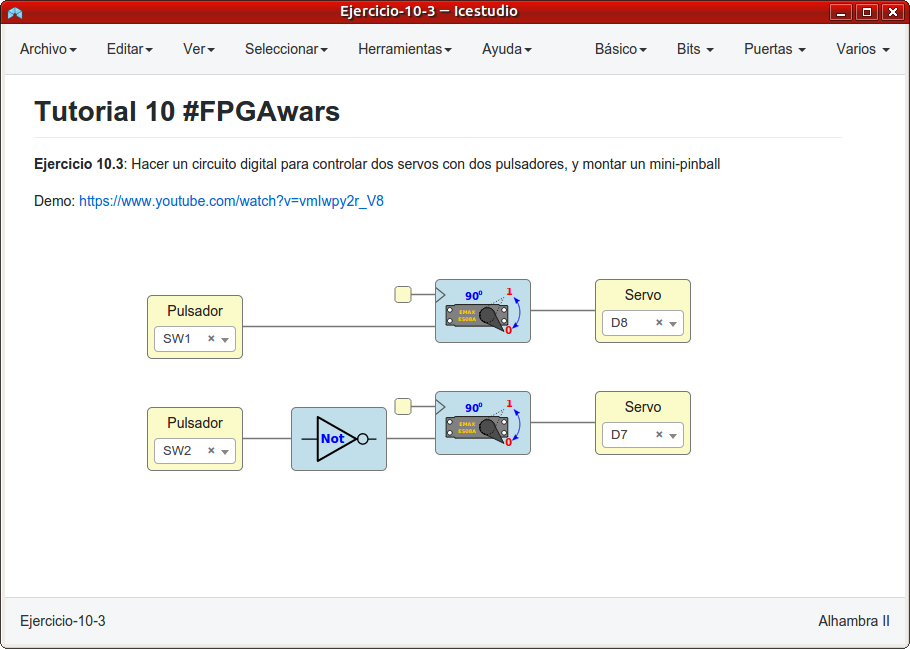 Ejercicio-10-3 — Icestudio
Archivo Editar Ver Seleccionar Herramientas Ayuda Básico Bits Puertas Varios
Tutorial 10 #FPGAwars
Ejercicio 10.3: Hacer un circuito digital para controlar dos servos con dos pulsadores, y montar un mini-pinball
Demo: https://www.youtube.com/watch?v=vmIwpy2r_V8
Pulsador
SW1 ×
90º 1
EMAX
ES08A
0
Servo
D8 ×
Pulsador
SW2 ×
Not
90º 1
EMAX
ES08A
0
Servo
D7 ×
Ejercicio-10-3 Alhambra II